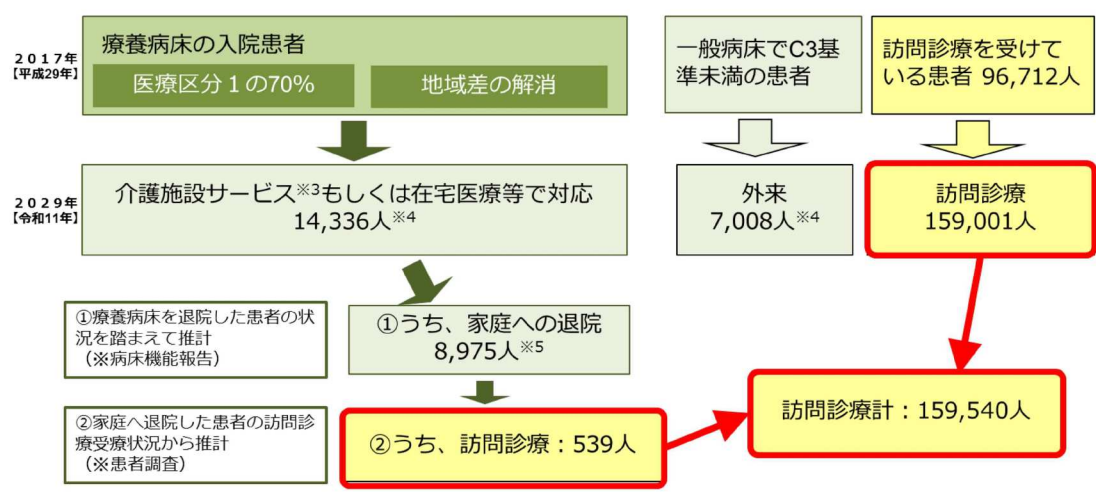 ２０１７年
【平成29年】
療養病床の入院患者
医療区分１の70%
地域差の解消
一般病床でC3基
準未満の患者
訪問診療を受けて
いる患者 96,712人
２０２９年
【令和11年】
介護施設サービス※3もしくは在宅医療等で対応
14,336人※4
外来
7,008人※4
訪問診療
159,001人
①療養病床を退院した患者の状
況を踏まえて推計
（※病床機能報告）
①うち、家庭への退院
8,975人※5
②家庭へ退院した患者の訪問診
療受療状況から推計
（※患者調査）
②うち、訪問診療：539人
訪問診療計：159,540人